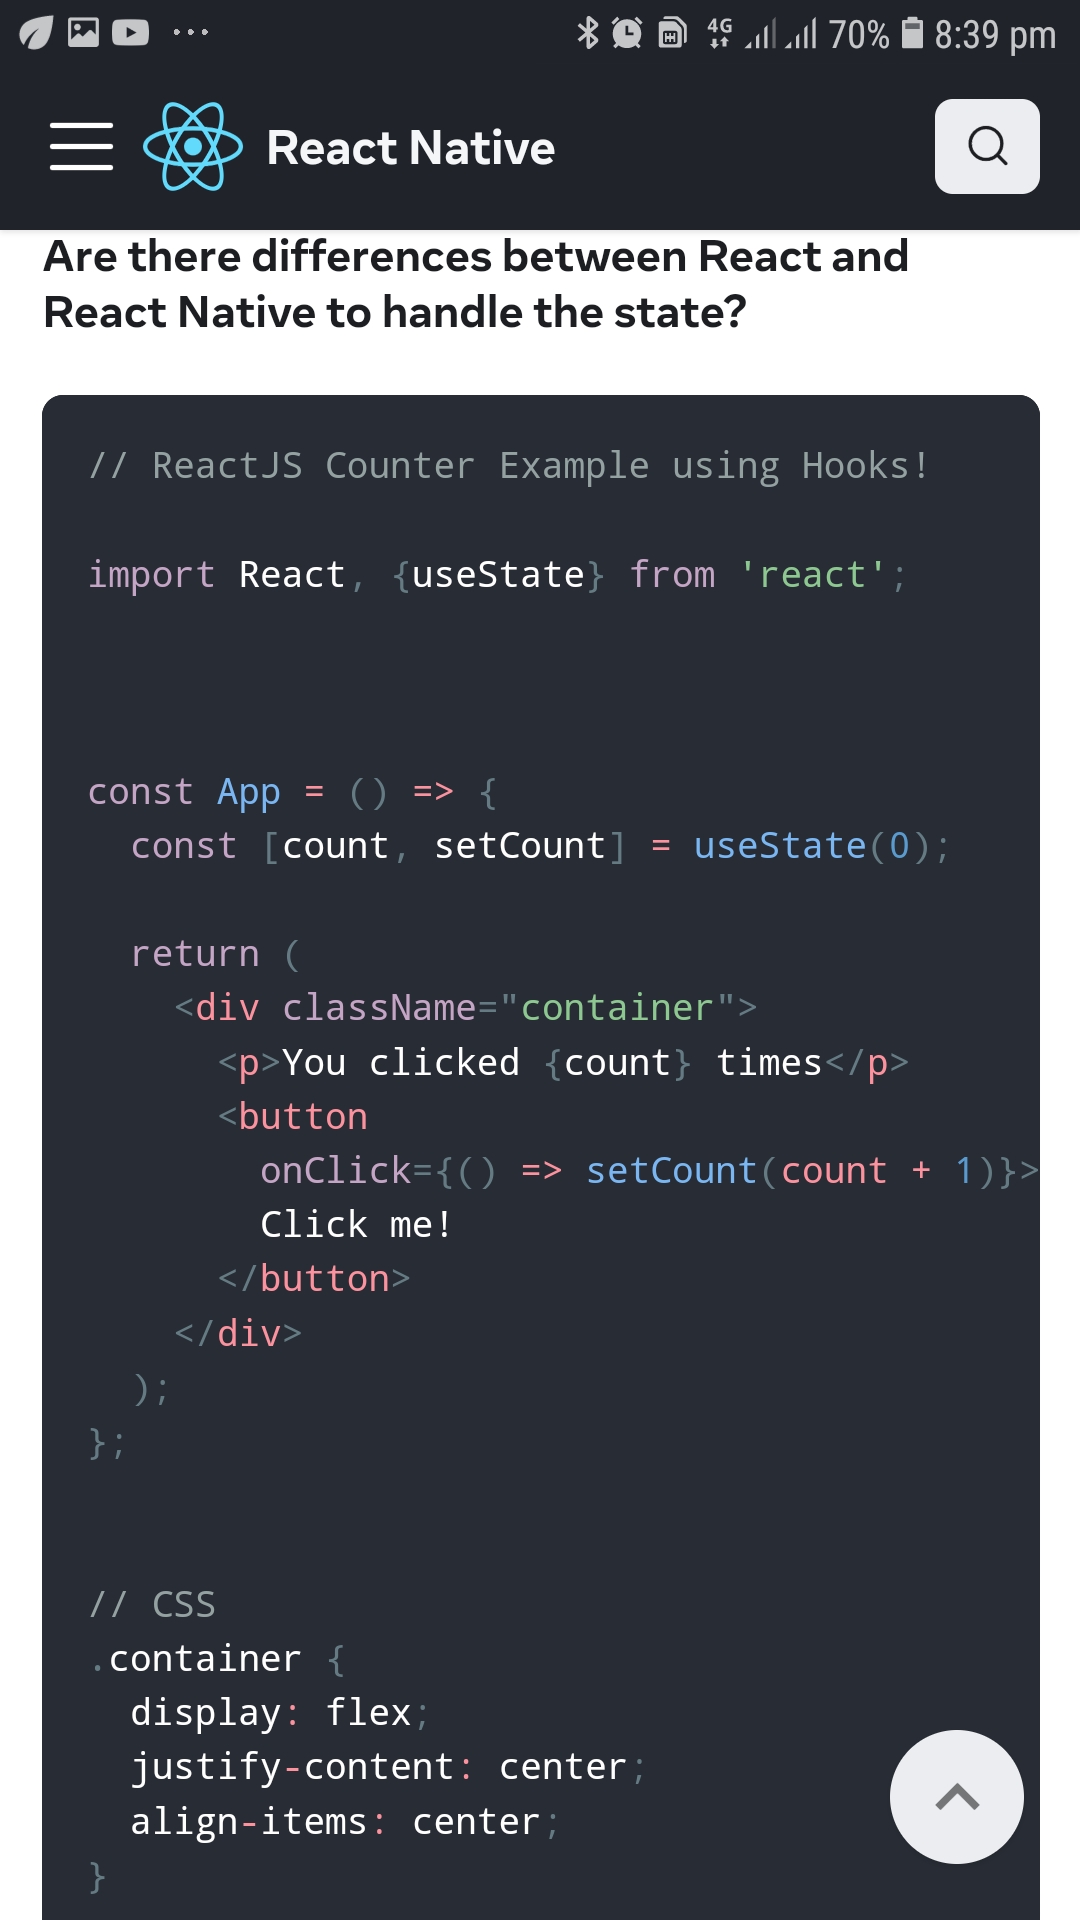 4G 70% 8:39 pm
React Native
Are there differences between React and
React Native to handle the state?
// ReactJS Counter Example using Hooks!
import React, {useState} from 'react';
const App = () => {
  const [count, setCount] = useState(0);
  return (
    <div className="container">
      <p>You clicked {count} times</p>
      <button
        onClick={() => setCount(count + 1)}>
        Click me!
      </button>
    </div>
  );
};
// CSS
.container {
  display: flex;
  justify-content: center;
  align-items: center;
}